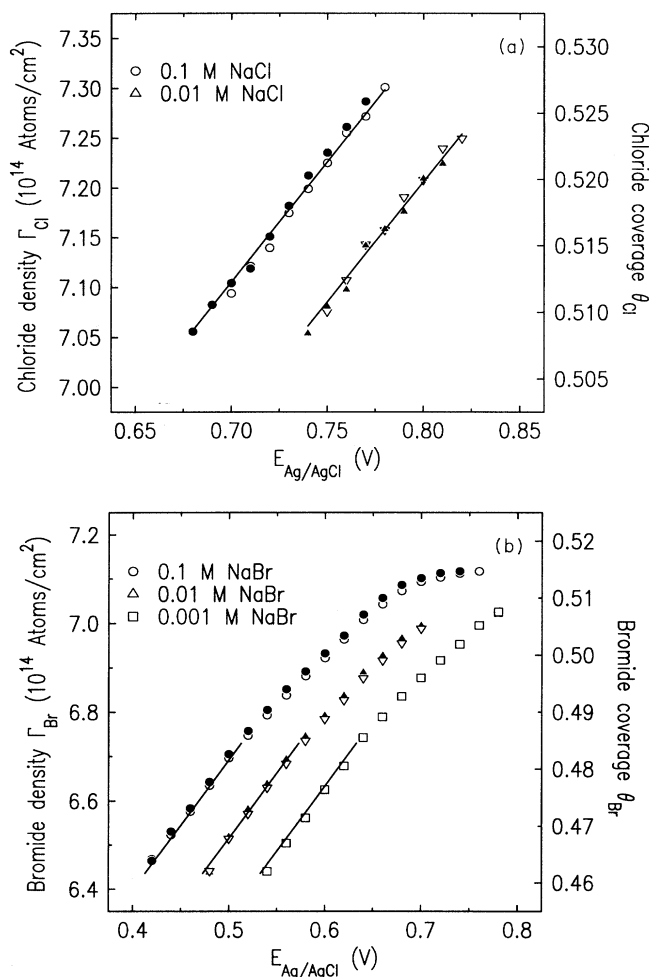 (a)
○ 0.1 M NaCl
▲ 0.01 M NaCl
Chloride density Γ_Cl (10^14 Atoms/cm^2)
7.35
7.30
7.25
7.20
7.15
7.10
7.05
7.00
Chloride coverage θ_Cl
0.530
0.525
0.520
0.515
0.510
0.505
0.65 0.70 0.75 0.80 0.85
E_Ag/AgCl (V)
(b)
○ 0.1 M NaBr
▲ 0.01 M NaBr
□ 0.001 M NaBr
Bromide density Γ_Br (10^14 Atoms/cm^2)
7.2
7.0
6.8
6.6
6.4
Bromide coverage θ_Br
0.52
0.51
0.50
0.49
0.48
0.47
0.46
0.4 0.5 0.6 0.7 0.8
E_Ag/AgCl (V)